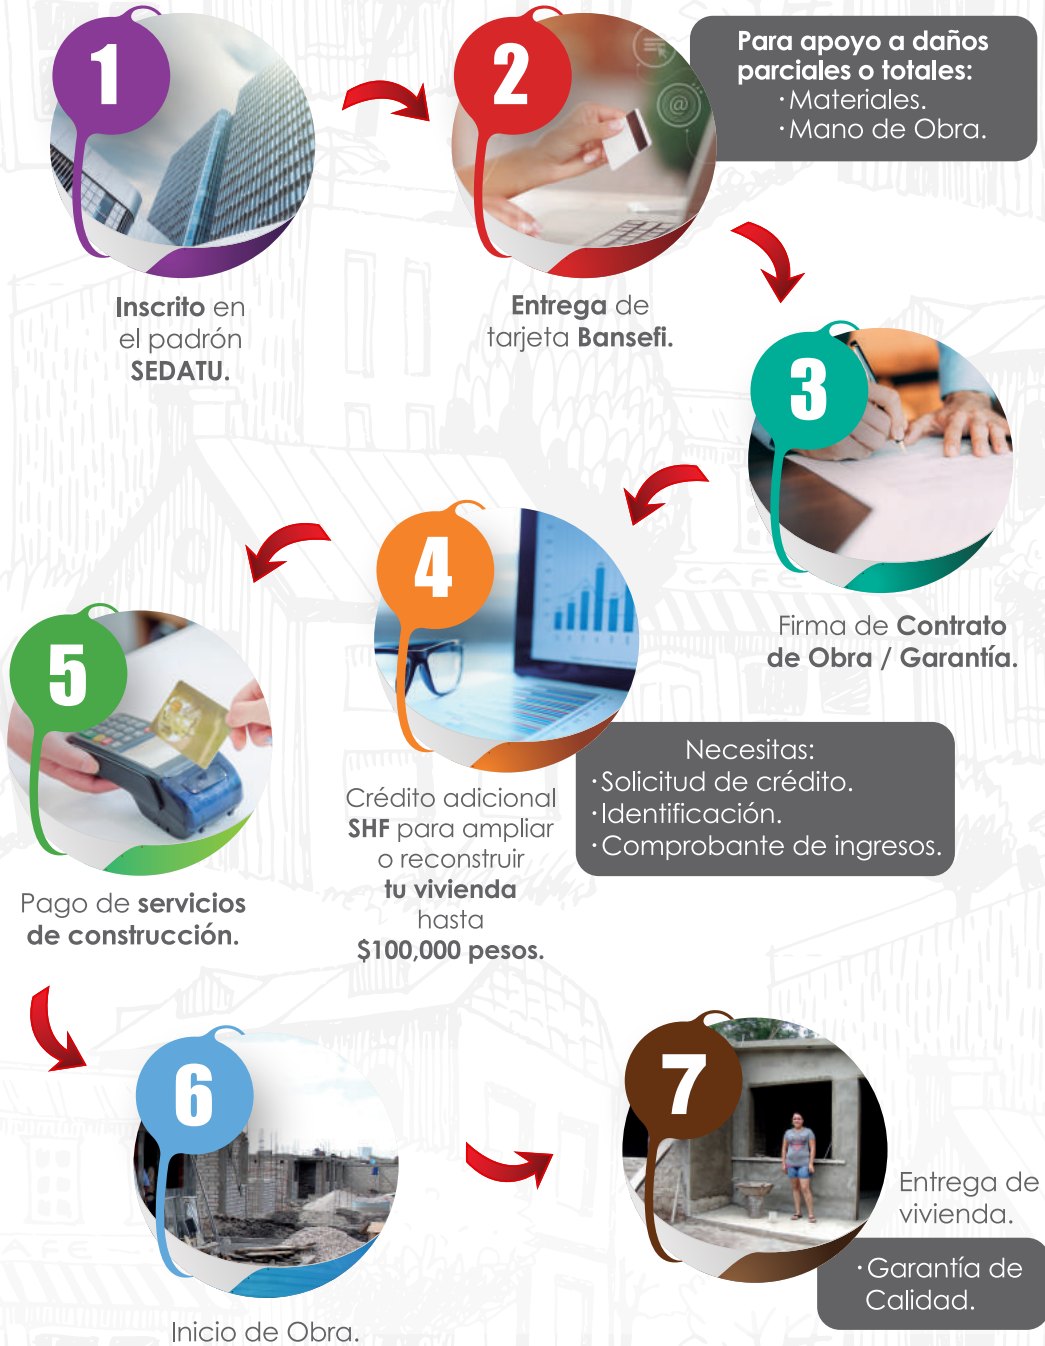 1
Inscrito en
el padrón
SEDATU.
2
Entrega de
tarjeta Bansefi.
Para apoyo a daños
parciales o totales:
·Materiales.
·Mano de Obra.
3
Firma de Contrato
de Obra / Garantía.
4
Crédito adicional
SHF para ampliar
o reconstruir
tu vivienda
hasta
$100,000 pesos.
Necesitas:
·Solicitud de crédito.
·Identificación.
·Comprobante de ingresos.
5
Pago de servicios
de construcción.
6
Inicio de Obra.
7
Entrega de
vivienda.
·Garantía de
Calidad.
CAFE
AFE